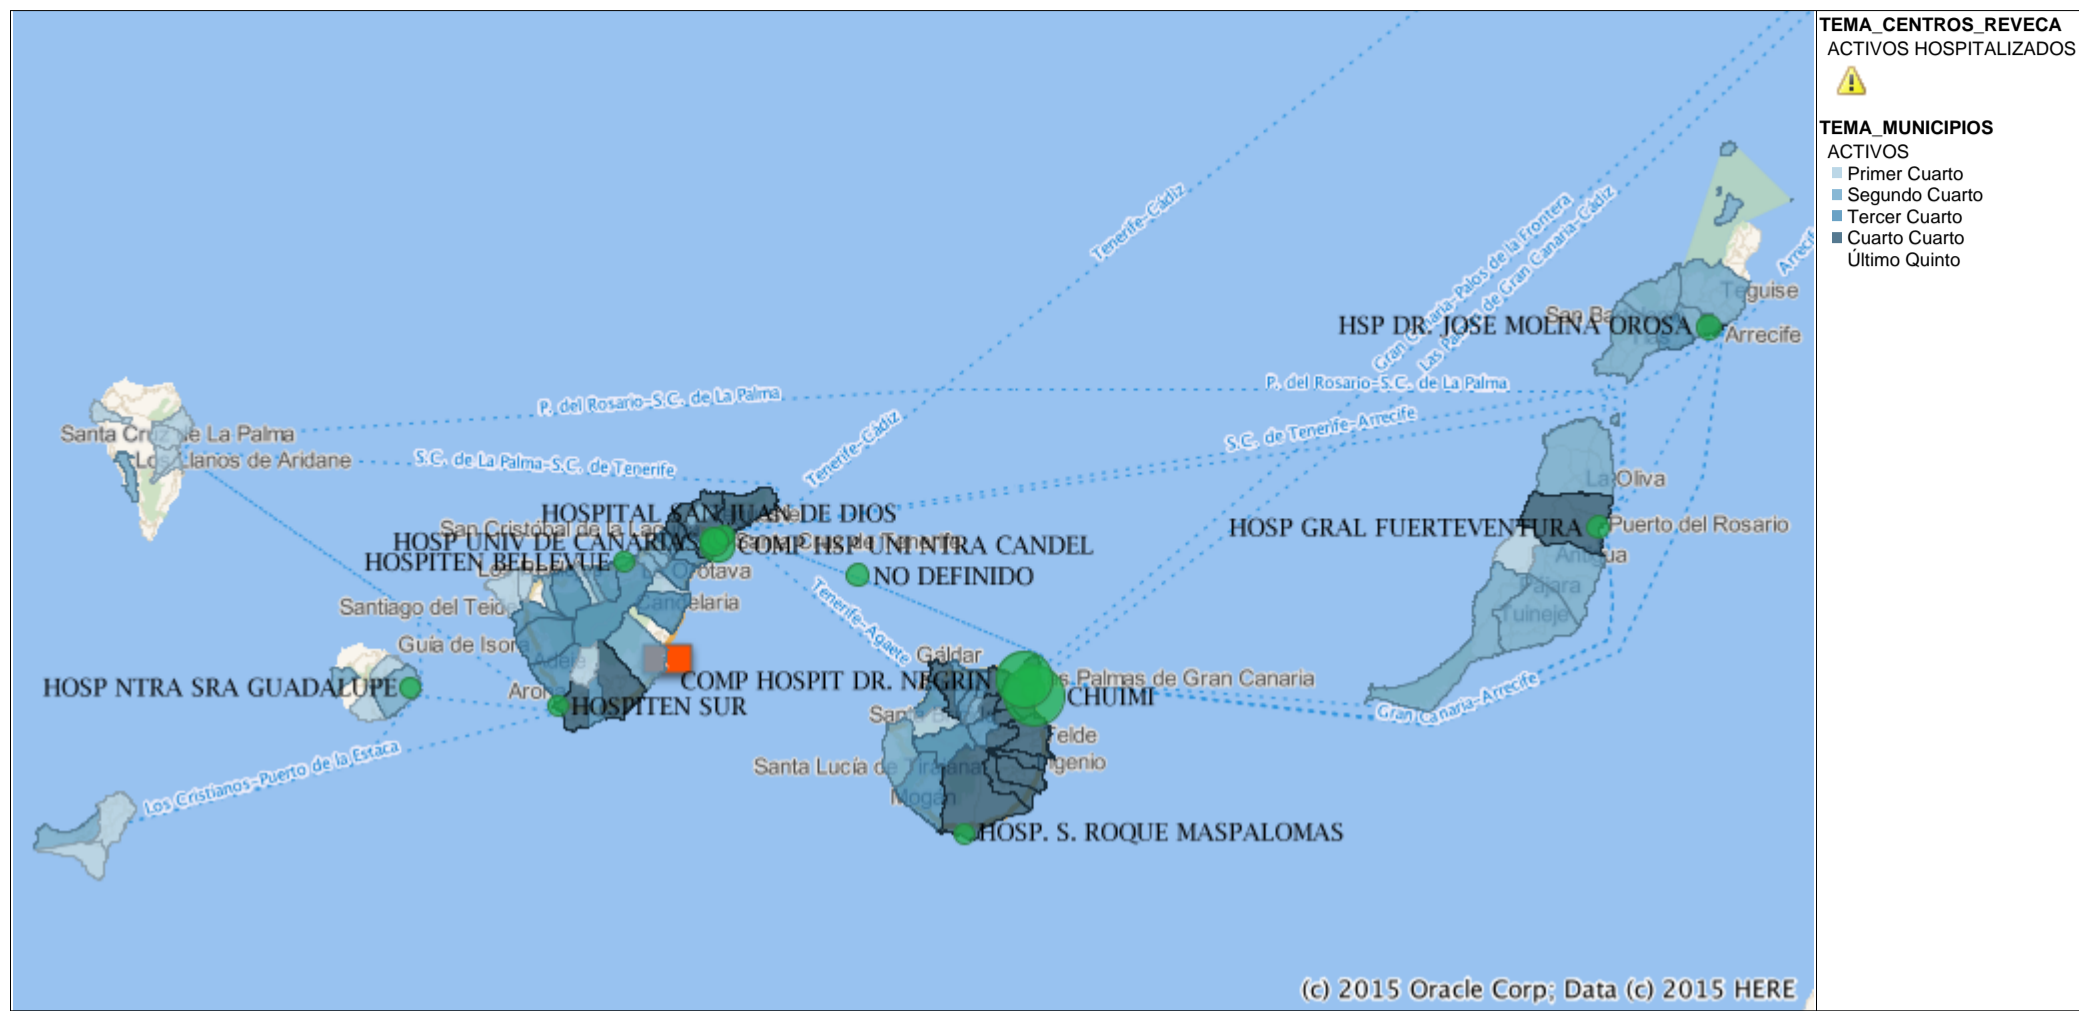 TEMA_CENTROS_REVECA
ACTIVOS HOSPITALIZADOS
TEMA_MUNICIPIOS
ACTIVOS
Primer Cuarto
Segundo Cuarto
Tercer Cuarto
Cuarto Cuarto
Último Quinto
Tenerife-Cádiz
Gran Canaria-Palos de la Frontera
Las Palmas de Gran Canaria-Cádiz
Teguise
HSP DR. JOSE MOLINA OROSA
Arrecife
P. del Rosario-S.C. de La Palma
P. del Rosario-S.C. de La Palma
S.C. de Tenerife-Arrecife
Santa Cruz de La Palma
Los Llanos de Aridane
S.C. de La Palma-S.C. de Tenerife
Tenerife-Cádiz
La Oliva
HOSPITAL SAN JUAN DE DIOS
San Cristóbal de la
HOSP GRAL FUERTEVENTURA
Puerto del Rosario
HOSP UNIV DE CANARIAS
COMP HSP UNI NTRA CANDEL
HOSPITEN BELLEVUE
Antigua
NO DEFINIDO
Orotava
Pájara
Candelaria
Santiago del Teide
Tuineje
Tenerife-Agaete
Guía de Isora
Gáldar
Adeje
HOSP NTRA SRA GUADALUPE
COMP HOSPIT DR. NEGRIN
Palmas de Gran Canaria
CHUIMI
HOSPITEN SUR
Gran Canaria-Arrecife
Telde
Los Cristianos-Puerto de la Estaca
Santa Lucía de Tirajana
Mogán
HOSP. S. ROQUE MASPALOMAS
(c) 2015 Oracle Corp; Data (c) 2015 HERE